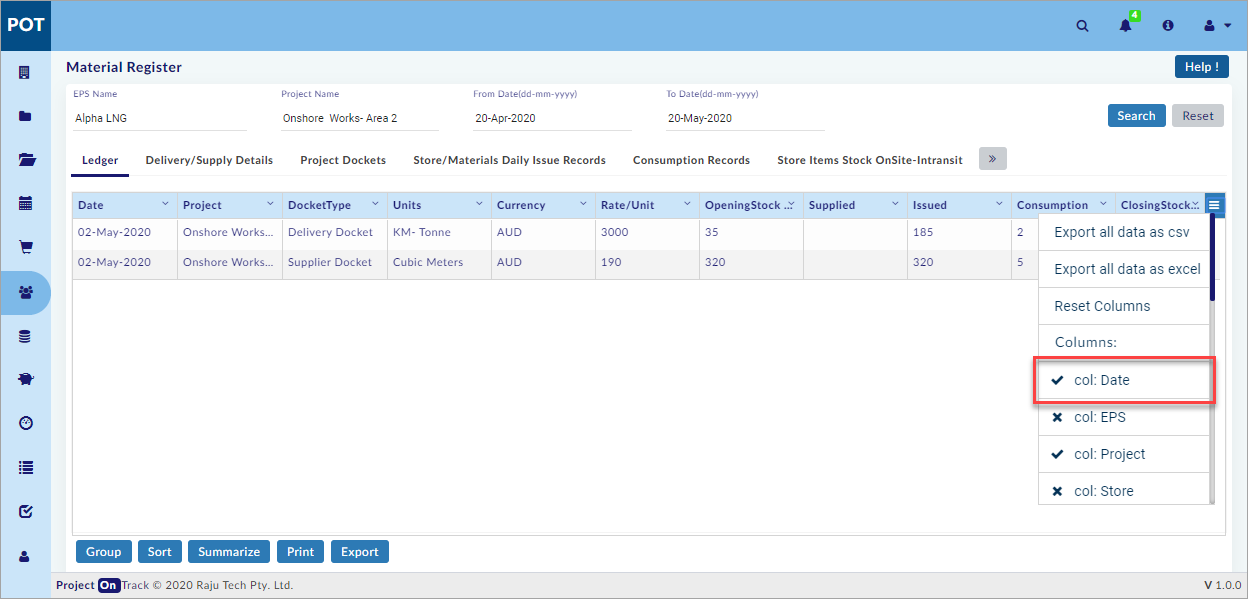 POT
4
Material Register
Help !
EPS Name
Project Name
From Date(dd-mm-yyyy)
To Date(dd-mm-yyyy)
Alpha LNG
Onshore Works- Area 2
20-Apr-2020
20-May-2020
Search
Reset
Ledger
Delivery/Supply Details
Project Dockets
Store/Materials Daily Issue Records
Consumption Records
Store Items Stock OnSite-Intransit
»
Date Project DocketType Units Currency Rate/Unit OpeningStock ... Supplied Issued Consumption ClosingStock...
02-May-2020 Onshore Works... Delivery Docket KM- Tonne AUD 3000 35 185 2
02-May-2020 Onshore Works... Supplier Docket Cubic Meters AUD 190 320 320 5
Export all data as csv
Export all data as excel
Reset Columns
Columns:
col: Date
col: EPS
col: Project
col: Store
Group
Sort
Summarize
Print
Export
Project On Track © 2020 Raju Tech Pty. Ltd.
V 1.0.0